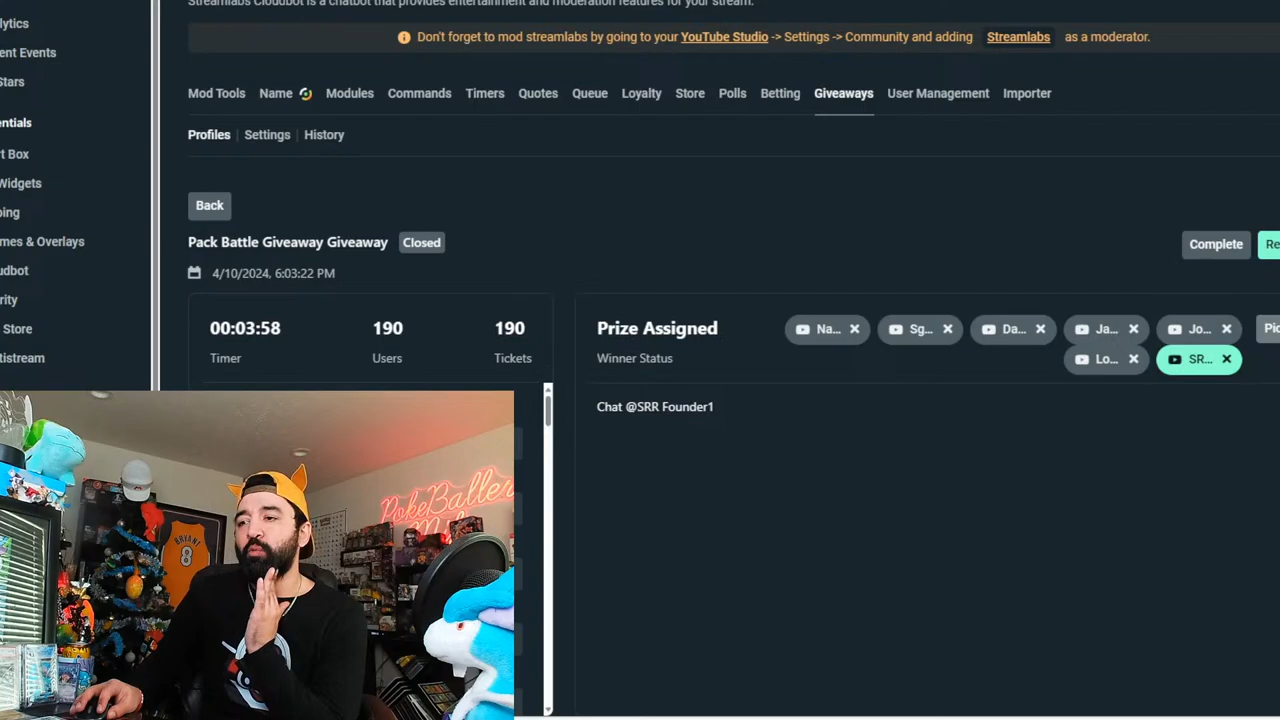 Streamlabs Cloudbot is a chatbot that provides entertainment and moderation features for your stream.
Don't forget to mod streamlabs by going to your YouTube Studio -> Settings -> Community and adding Streamlabs as a moderator.
lytics
ent Events
Stars
entials
t Box
Widgets
ping
mes & Overlays
udbot
rity
Store
tistream
Mod Tools Name Modules Commands Timers Quotes Queue Loyalty Store Polls Betting Giveaways User Management Importer
Profiles | Settings | History
Back
Pack Battle Giveaway Giveaway Closed
Complete Re
4/10/2024, 6:03:22 PM
00:03:58 190 190
Timer Users Tickets
Prize Assigned
Winner Status
Na... Sg... Da... Ja... Jo... Pic
Lo... SR...
Chat @SRR Founder1
PokeBaller
BRYANT
8